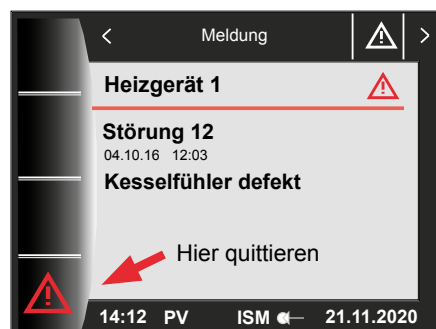 Meldung
Heizgerät 1
Störung 12
04.10.16 12:03
Kesselfühler defekt
Hier quittieren
14:12 PV ISM 21.11.2020